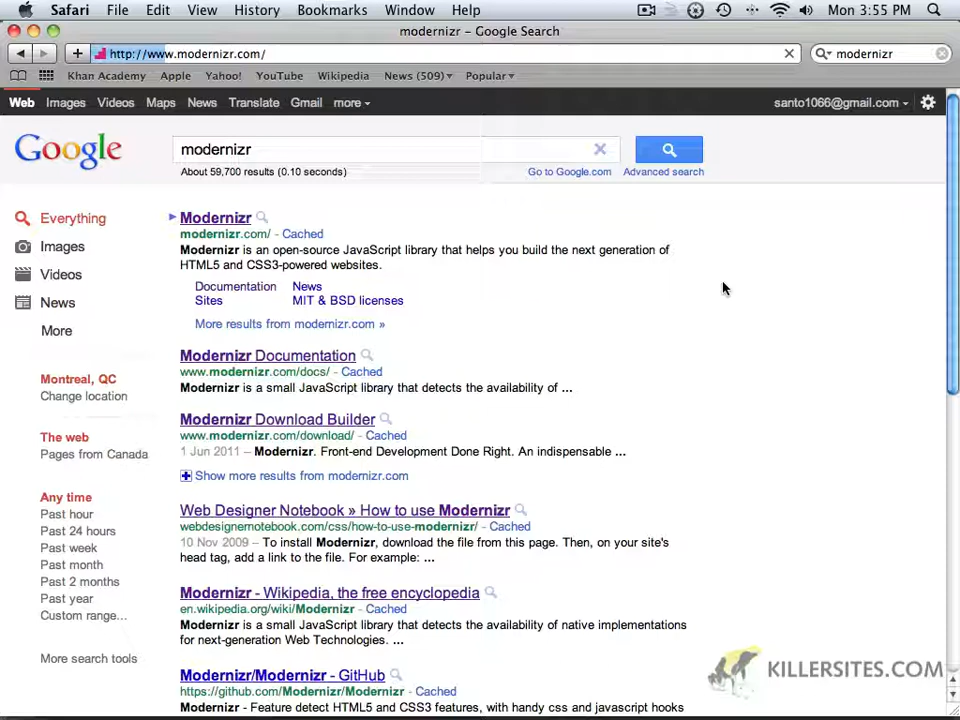 Safari File Edit View History Bookmarks Window Help Mon 3:55 PM
modernizr – Google Search
http://www.modernizr.com/ modernizr
Khan Academy Apple Yahoo! YouTube Wikipedia News (509) Popular
Web Images Videos Maps News Translate Gmail more santo1066@gmail.com
Google modernizr
About 59,700 results (0.10 seconds) Go to Google.com Advanced search
Everything
Images
Videos
News
More
Montreal, QC
Change location
The web
Pages from Canada
Any time
Past hour
Past 24 hours
Past week
Past month
Past 2 months
Past year
Custom range...
More search tools
Modernizr
modernizr.com/ - Cached
Modernizr is an open-source JavaScript library that helps you build the next generation of
HTML5 and CSS3-powered websites.
Documentation News
Sites MIT & BSD licenses
More results from modernizr.com »
Modernizr Documentation
www.modernizr.com/docs/ - Cached
Modernizr is a small JavaScript library that detects the availability of ...
Modernizr Download Builder
www.modernizr.com/download/ - Cached
1 Jun 2011 – Modernizr. Front-end Development Done Right. An indispensable ...
Show more results from modernizr.com
Web Designer Notebook » How to use Modernizr
webdesignernotebook.com/css/how-to-use-modernizr/ - Cached
10 Nov 2009 – To install Modernizr, download the file from this page. Then, on your site's
head tag, add a link to the file. For example: ...
Modernizr - Wikipedia, the free encyclopedia
en.wikipedia.org/wiki/Modernizr - Cached
Modernizr is a small JavaScript library that detects the availability of native implementations
for next-generation Web Technologies. ...
Modernizr/Modernizr - GitHub
https://github.com/Modernizr/Modernizr - Cached
Modernizr - Feature detect HTML5 and CSS3 features, with handy css and javascript hooks
KILLERSITES.COM